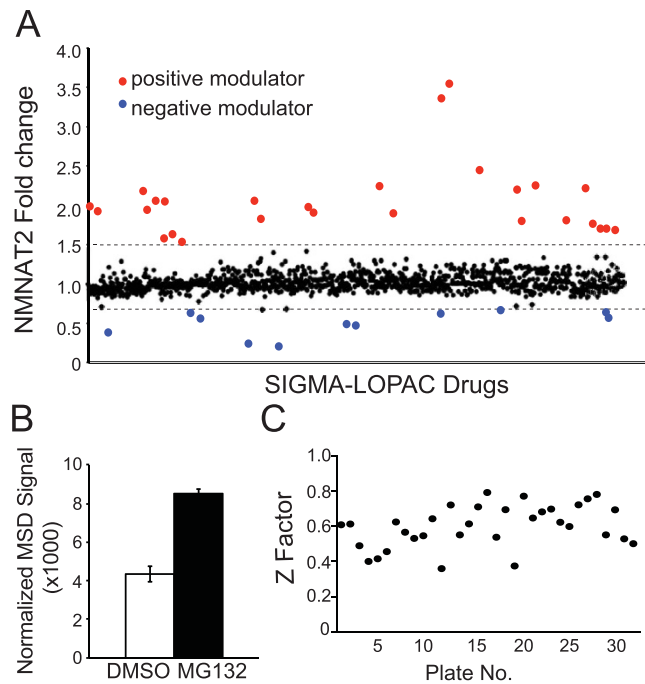 A
4.0
3.5
3.0
2.5
2.0
1.5
1.0
0.5
0
NMNAT2 Fold change
positive modulator
negative modulator
SIGMA-LOPAC Drugs
B
10
8
6
4
2
0
Normalized MSD Signal
(x1000)
DMSO MG132
C
1.0
0.8
0.6
0.4
0.2
0
Z Factor
5 10 15 20 25 30
Plate No.